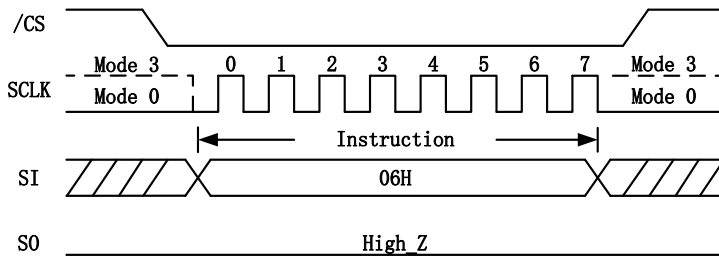 /CS
Mode 3 0 1 2 3 4 5 6 7 Mode 3
SCLK
Mode 0 Mode 0
Instruction
SI 06H
SO High_Z